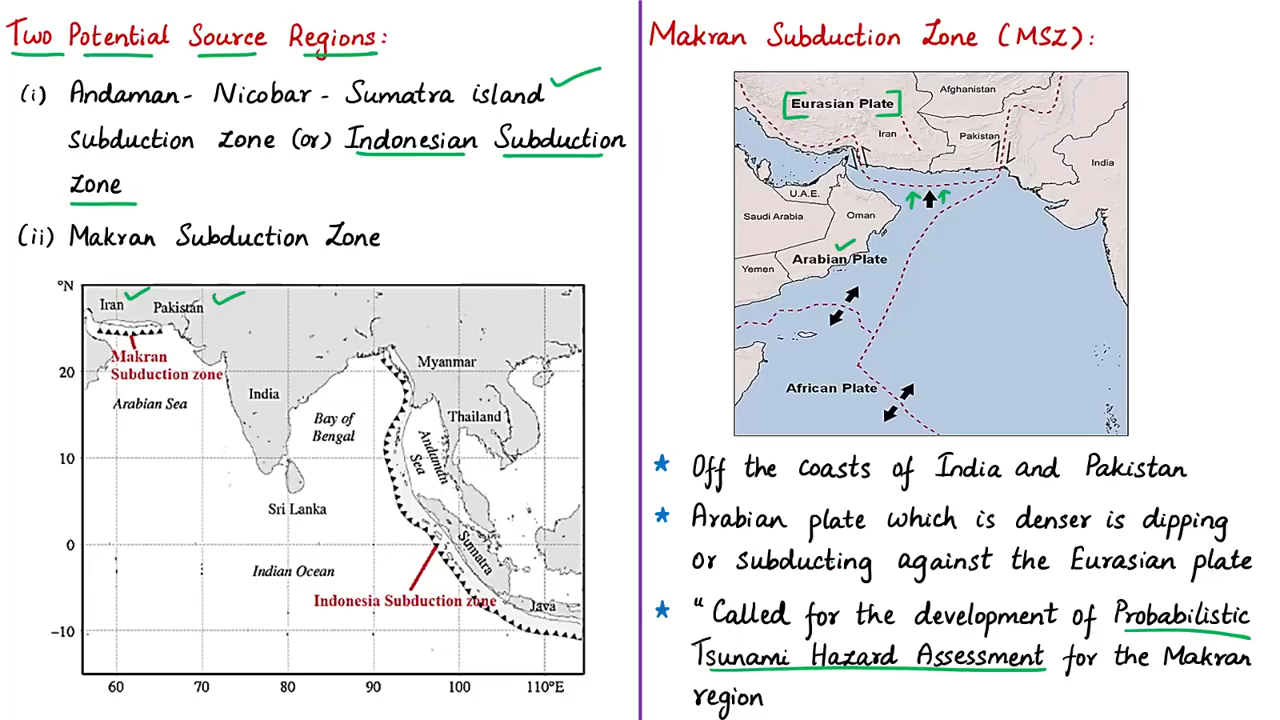 Two Potential Source Regions:
(i) Andaman - Nicobar - Sumatra island
subduction zone (or) Indonesian Subduction
Zone
(ii) Makran Subduction Zone
°N
Iran
Pakistan
Makran
Subduction zone
Arabian Sea
20
India
Myanmar
Bay of
Bengal
Thailand
Andaman
Sea
10
Sri Lanka
0
Sumatra
Indian Ocean
Indonesia Subduction zone
Java
-10
60
70
80
90
100
110°E
Makran Subduction Zone (MSZ):
Afghanistan
Eurasian Plate
Iran
Pakistan
India
U.A.E.
Saudi Arabia
Oman
Arabian Plate
Yemen
African Plate
★ Off the coasts of India and Pakistan
★ Arabian plate which is denser is dipping
or subducting against the Eurasian plate
★ "Called for the development of Probabilistic
Tsunami Hazard Assessment for the Makran
region